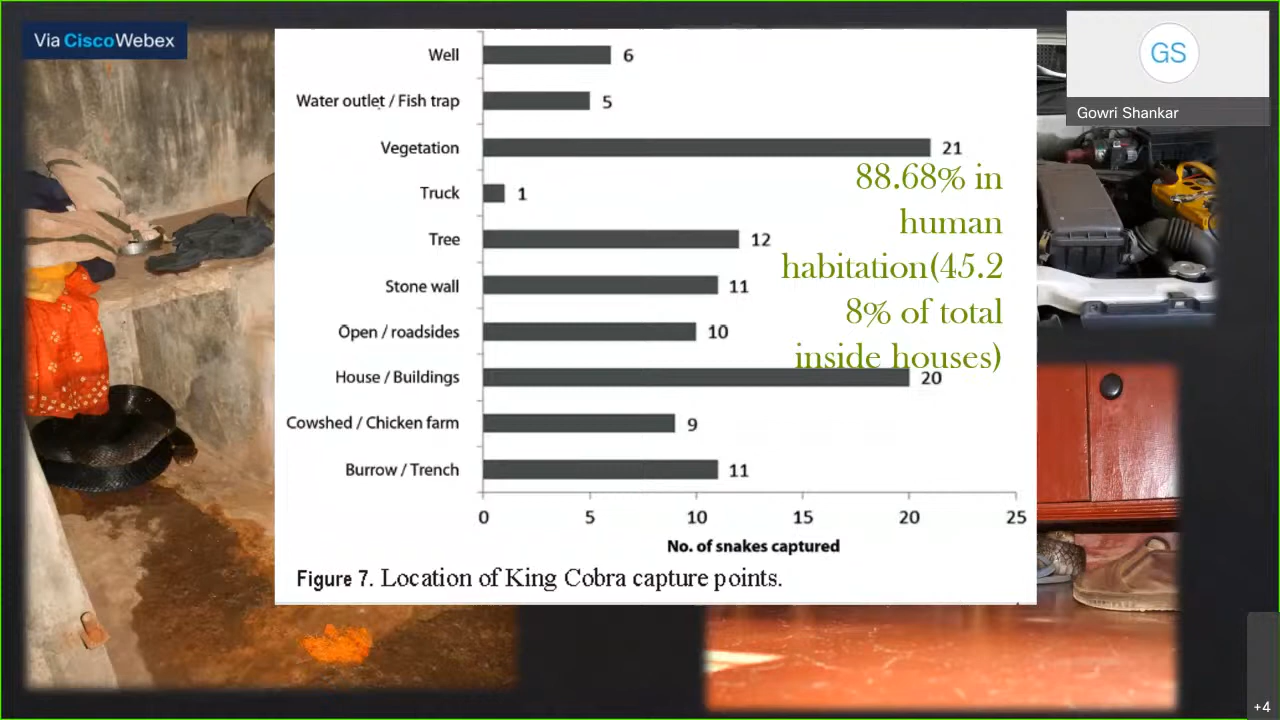 Via CiscoWebex
GS
Gowri Shankar
Well 6
Water outlet / Fish trap 5
Vegetation 21
Truck 1
Tree 12
Stone wall 11
Open / roadsides 10
House / Buildings 20
Cowshed / Chicken farm 9
Burrow / Trench 11
88.68% in
human
habitation(45.2
8% of total
inside houses)
0 5 10 15 20 25
No. of snakes captured
Figure 7. Location of King Cobra capture points.
+4